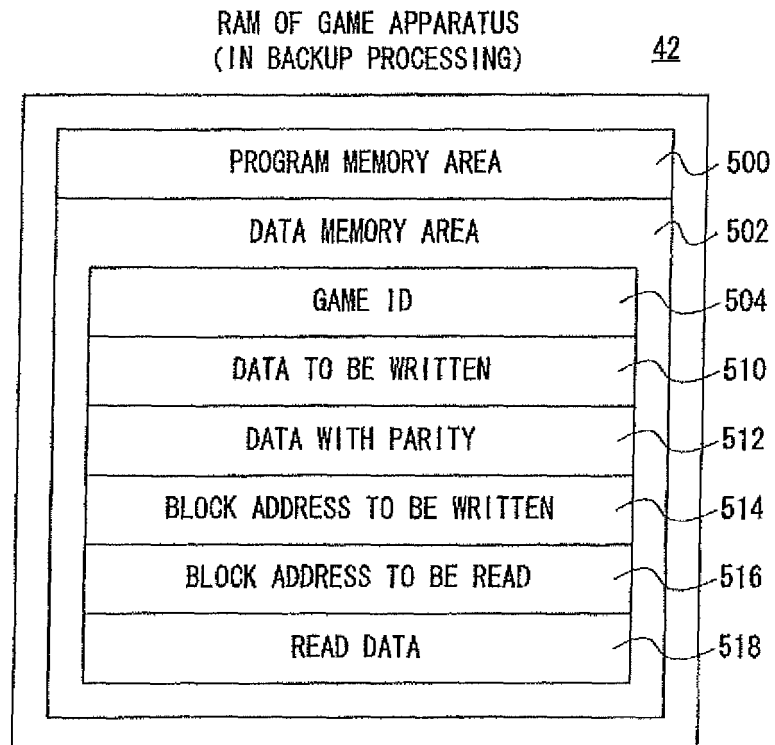 RAM OF GAME APPARATUS
(IN BACKUP PROCESSING)
42
PROGRAM MEMORY AREA
500
DATA MEMORY AREA
502
GAME ID
504
DATA TO BE WRITTEN
510
DATA WITH PARITY
512
BLOCK ADDRESS TO BE WRITTEN
514
BLOCK ADDRESS TO BE READ
516
READ DATA
518